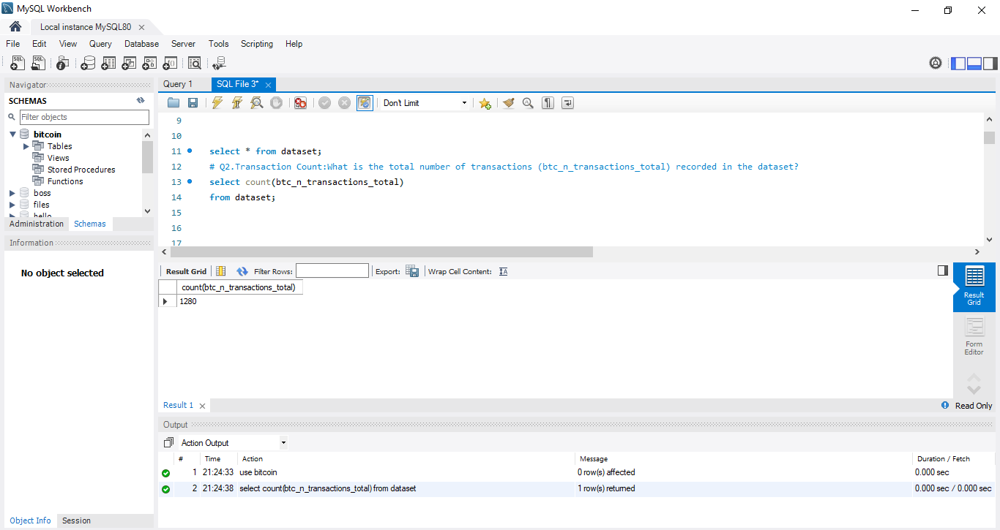 MySQL Workbench
Local instance MySQL80
File Edit View Query Database Server Tools Scripting Help
Navigator
SCHEMAS
Filter objects
bitcoin
Tables
Views
Stored Procedures
Functions
boss
files
hello
Administration Schemas
Information
No object selected
Object Info Session
Query 1 SQL File 3*
Don't Limit
9
10
11 select * from dataset;
12 # Q2.Transaction Count:What is the total number of transactions (btc_n_transactions_total) recorded in the dataset?
13 select count(btc_n_transactions_total)
14 from dataset;
15
16
17
Result Grid Filter Rows: Export: Wrap Cell Content:
count(btc_n_transactions_total)
1280
Result Grid
Form Editor
Result 1 Read Only
Output
Action Output
# Time Action Message Duration / Fetch
1 21:24:33 use bitcoin 0 row(s) affected 0.000 sec
2 21:24:38 select count(btc_n_transactions_total) from dataset 1 row(s) returned 0.000 sec / 0.000 sec